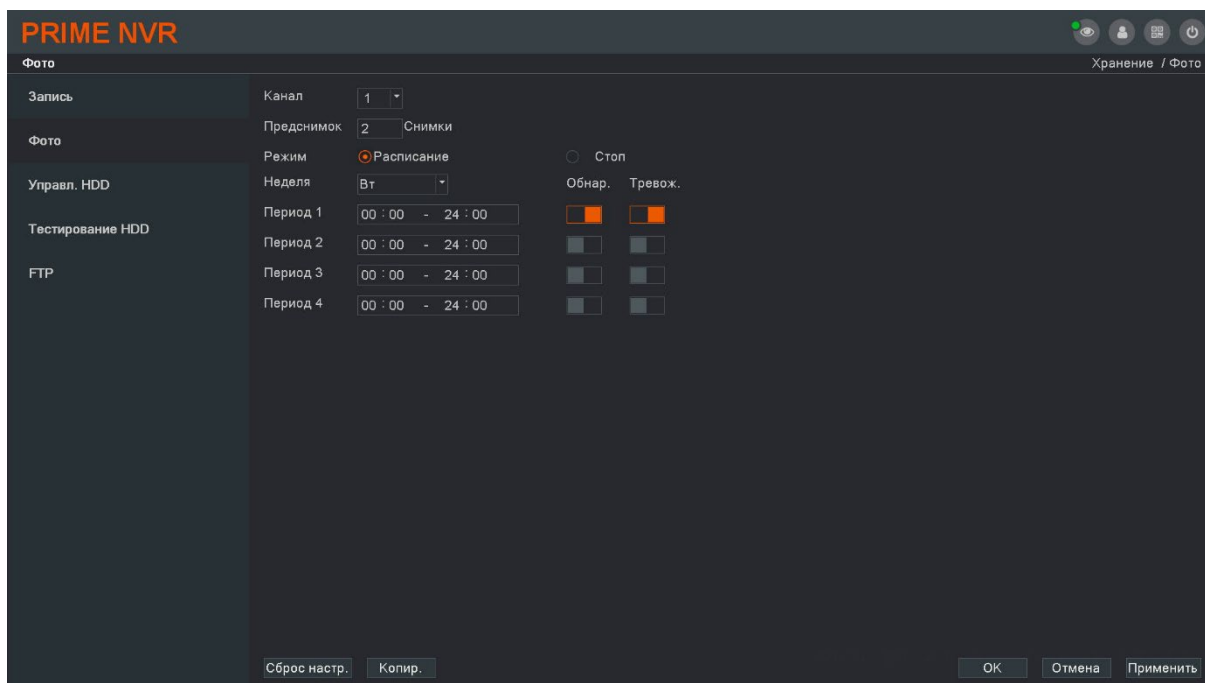 PRIME NVR
Фото
Хранение / Фото
Запись
Фото
Управл. HDD
Тестирование HDD
FTP
Канал 1
Предснимок 2 Снимки
Режим Расписание Стоп
Неделя Вт Обнар. Тревож.
Период 1 00 : 00 - 24 : 00
Период 2 00 : 00 - 24 : 00
Период 3 00 : 00 - 24 : 00
Период 4 00 : 00 - 24 : 00
Сброс настр. Копир. OK Отмена Применить